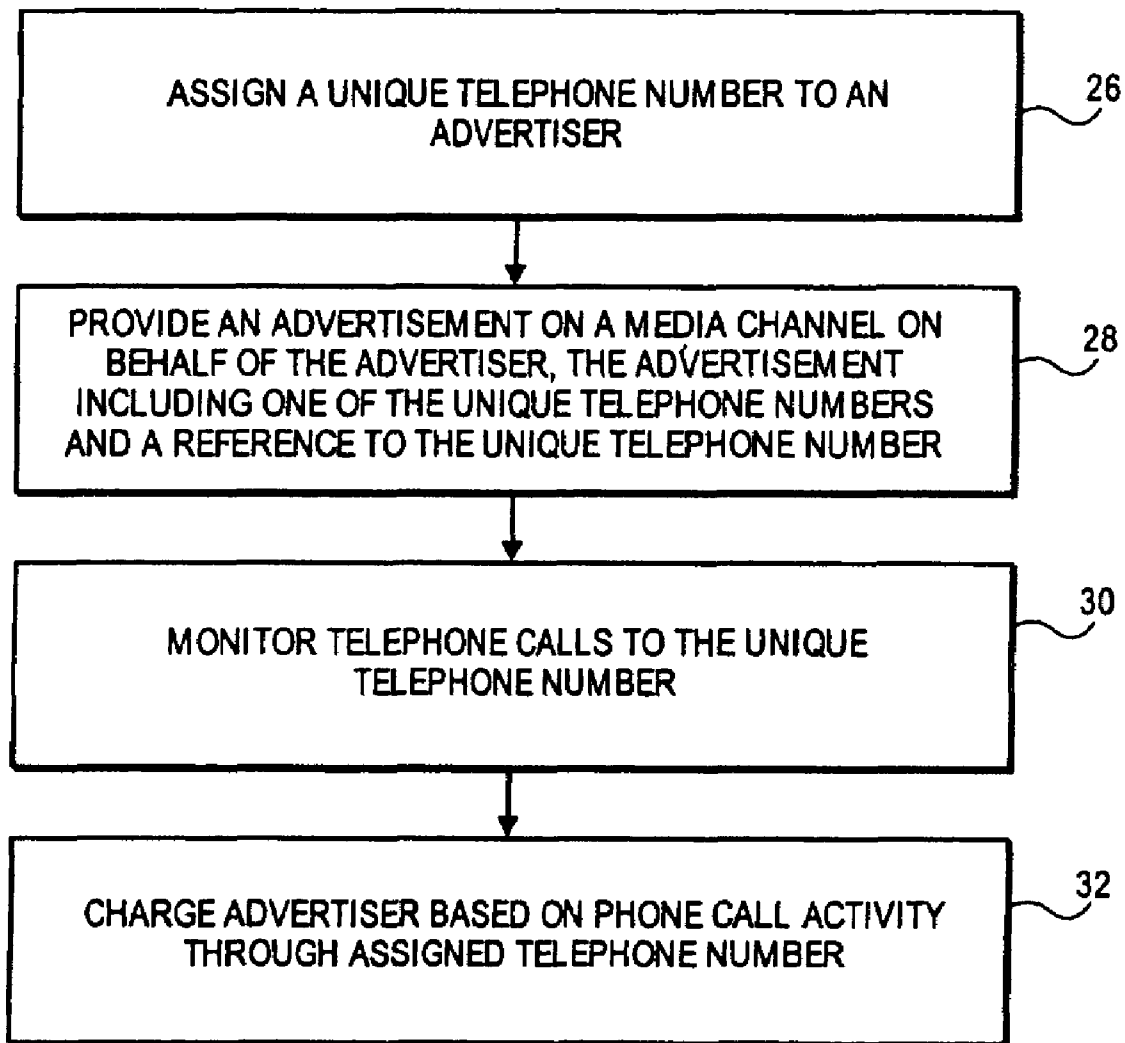 ASSIGN A UNIQUE TELEPHONE NUMBER TO AN
ADVERTISER
26
PROVIDE AN ADVERTISEMENT ON A MEDIA CHANNEL ON
BEHALF OF THE ADVERTISER, THE ADVERTISEMENT
INCLUDING ONE OF THE UNIQUE TELEPHONE NUMBERS
AND A REFERENCE TO THE UNIQUE TELEPHONE NUMBER
28
MONITOR TELEPHONE CALLS TO THE UNIQUE
TELEPHONE NUMBER
30
CHARGE ADVERTISER BASED ON PHONE CALL ACTIVITY
THROUGH ASSIGNED TELEPHONE NUMBER
32